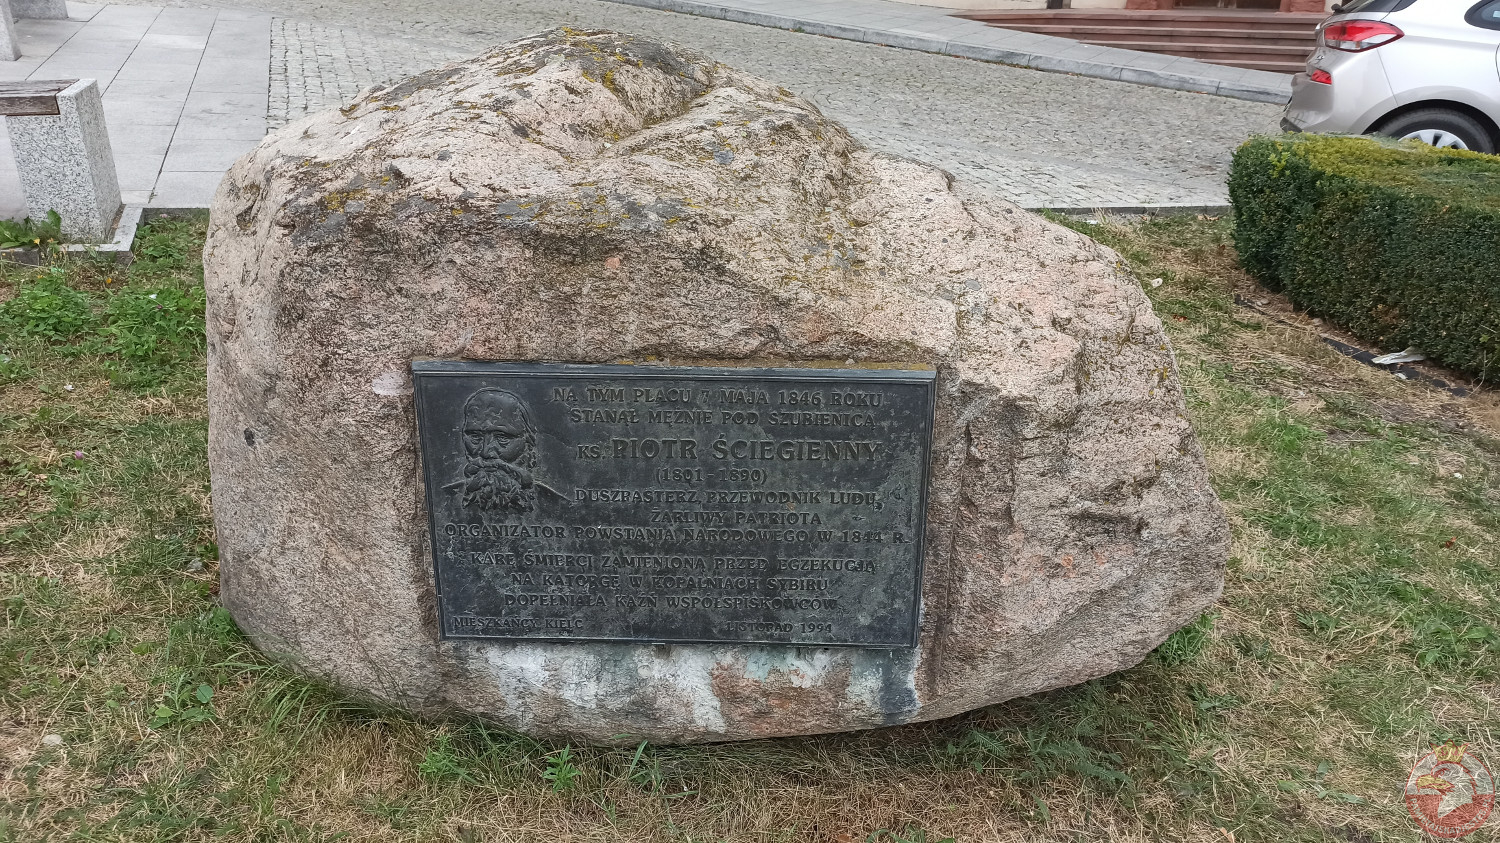 NA TYM PLACU 7 MAJA 1846 ROKU
STANĄŁ MĘŻNIE POD SZUBIENICĄ
KS. PIOTR ŚCIEGIENNY
(1801-1890)
DUSZPASTERZ, PRZEWODNIK LUDU,
ŻARLIWY PATRIOTA
ORGANIZATOR POWSTANIA NARODOWEGO W 1844 R.
KARĘ ŚMIERCI ZAMIENIONĄ PRZED EGZEKUCJĄ
NA KATORGĘ W KOPALNIACH SYBIRU
DOPEŁNIAŁA KAŹŃ WSPÓŁSPISKOWCÓW
MIESZKAŃCY KIELC
LISTOPAD 1994